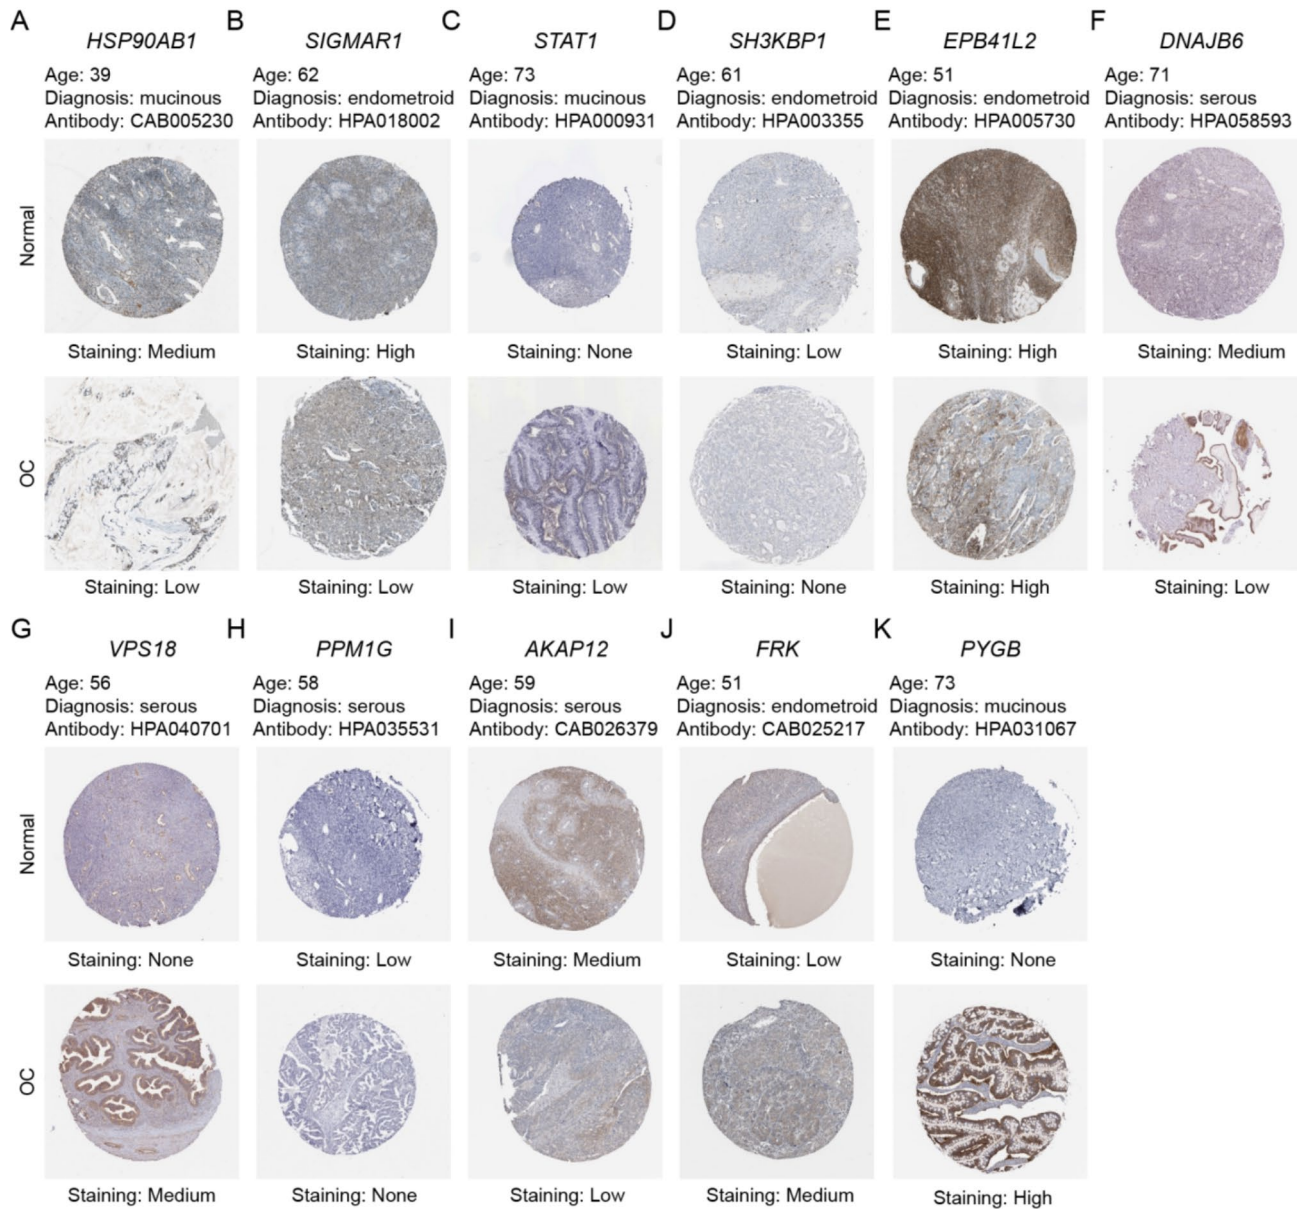 A
HSP90AB1
Age: 39
Diagnosis: mucinous
Antibody: CAB005230
B
SIGMAR1
Age: 62
Diagnosis: endometroid
Antibody: HPA018002
C
STAT1
Age: 73
Diagnosis: mucinous
Antibody: HPA000931
D
SH3KBP1
Age: 61
Diagnosis: endometroid
Antibody: HPA003355
E
EPB41L2
Age: 51
Diagnosis: endometroid
Antibody: HPA005730
F
DNAJB6
Age: 71
Diagnosis: serous
Antibody: HPA058593
Normal
Staining: Medium
Staining: High
Staining: None
Staining: Low
Staining: High
Staining: Medium
OC
Staining: Low
Staining: Low
Staining: Low
Staining: None
Staining: High
Staining: Low
G
VPS18
Age: 56
Diagnosis: serous
Antibody: HPA040701
H
PPM1G
Age: 58
Diagnosis: serous
Antibody: HPA035531
I
AKAP12
Age: 59
Diagnosis: serous
Antibody: CAB026379
J
FRK
Age: 51
Diagnosis: endometroid
Antibody: CAB025217
K
PYGB
Age: 73
Diagnosis: mucinous
Antibody: HPA031067
Normal
Staining: None
Staining: Low
Staining: Medium
Staining: Low
Staining: None
OC
Staining: Medium
Staining: None
Staining: Low
Staining: Medium
Staining: High